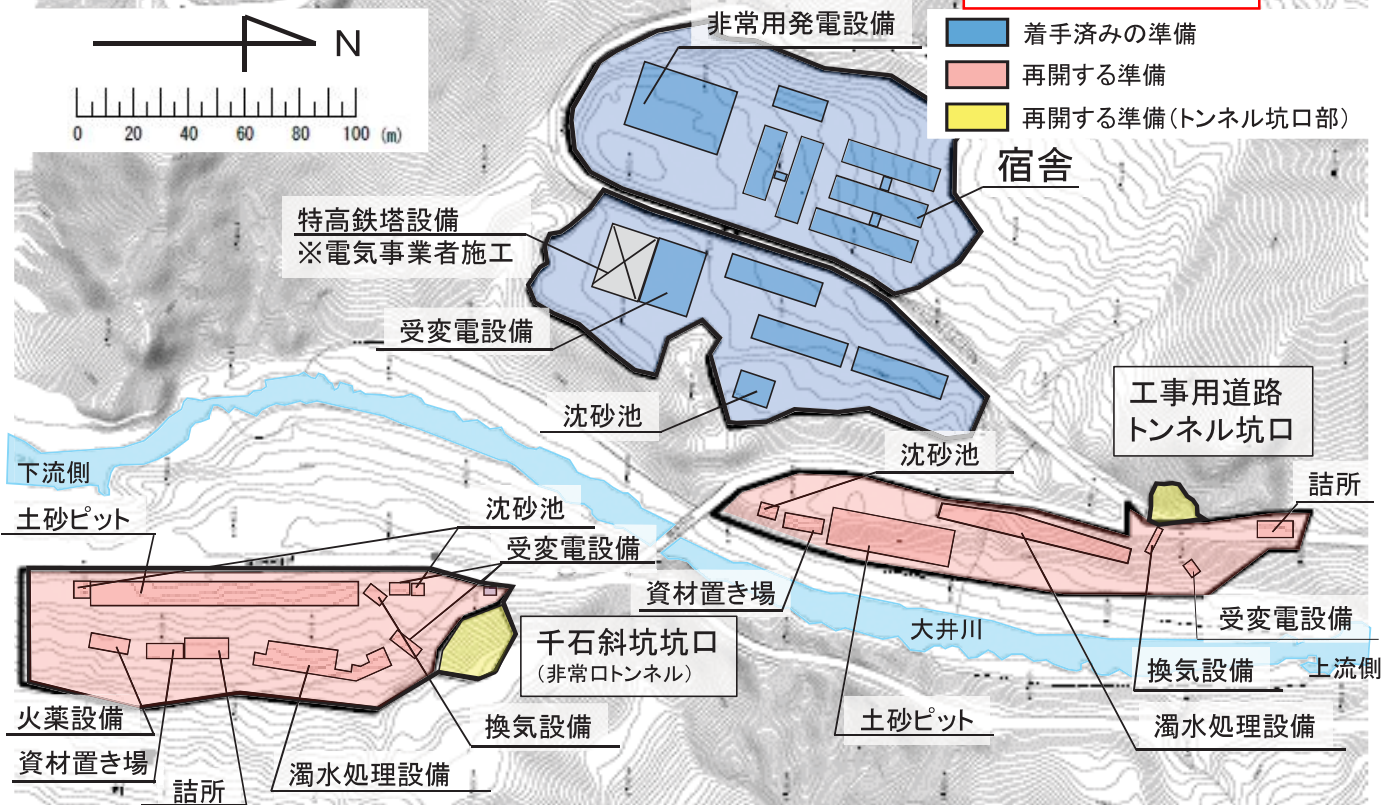 N
0 20 40 60 80 100 (m)
非常用発電設備
着手済みの準備
再開する準備
再開する準備(トンネル坑口部)
宿舎
特高鉄塔設備
※電気事業者施工
受変電設備
沈砂池
工事用道路
トンネル坑口
沈砂池
詰所
下流側
土砂ピット
沈砂池
受変電設備
資材置き場
大井川
受変電設備
千石斜坑坑口
(非常口トンネル)
換気設備
上流側
火薬設備
換気設備
土砂ピット
濁水処理設備
資材置き場
濁水処理設備
詰所